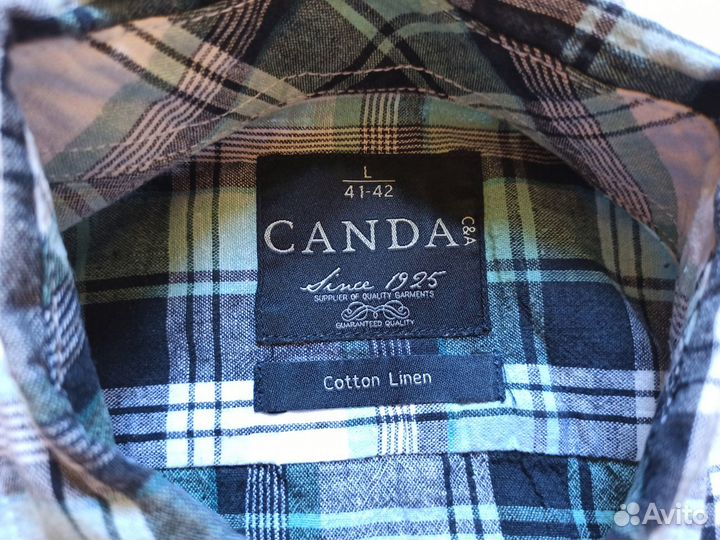 L
41-42
CANDA C&A
Since 1925
SUPPLIER OF QUALITY GARMENTS
GUARANTEED QUALITY
Cotton Linen
Avito